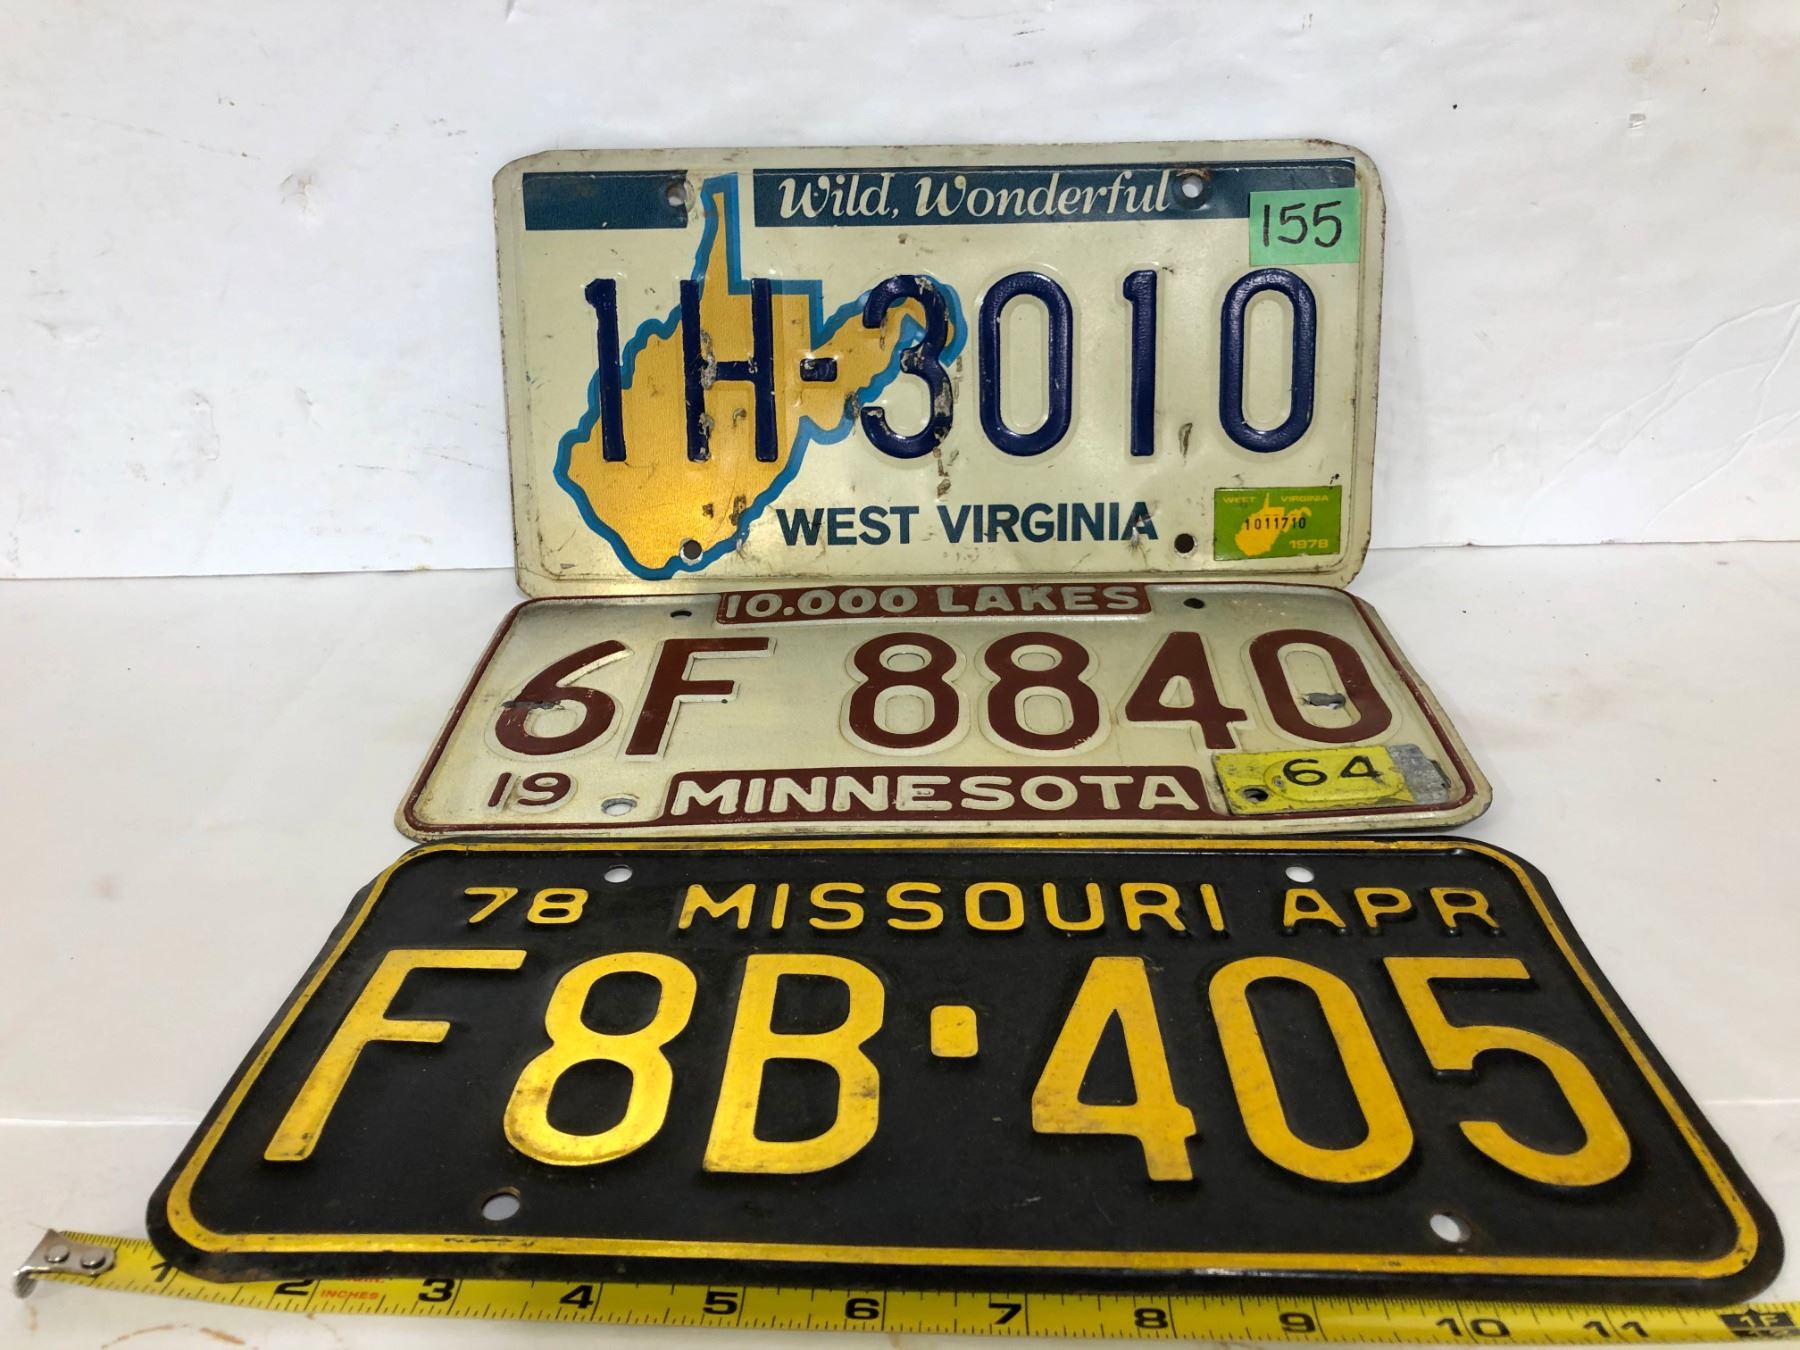 Wild, Wonderful
155
1H-3010
WEST VIRGINIA
WEST VIRGINIA
1011710
1978
10.000 LAKES
6F 8840
19 MINNESOTA 64
78 MISSOURI APR
F8B·405
1 2 3 4 5 6 7 8 9 10 11 1F
INCHES